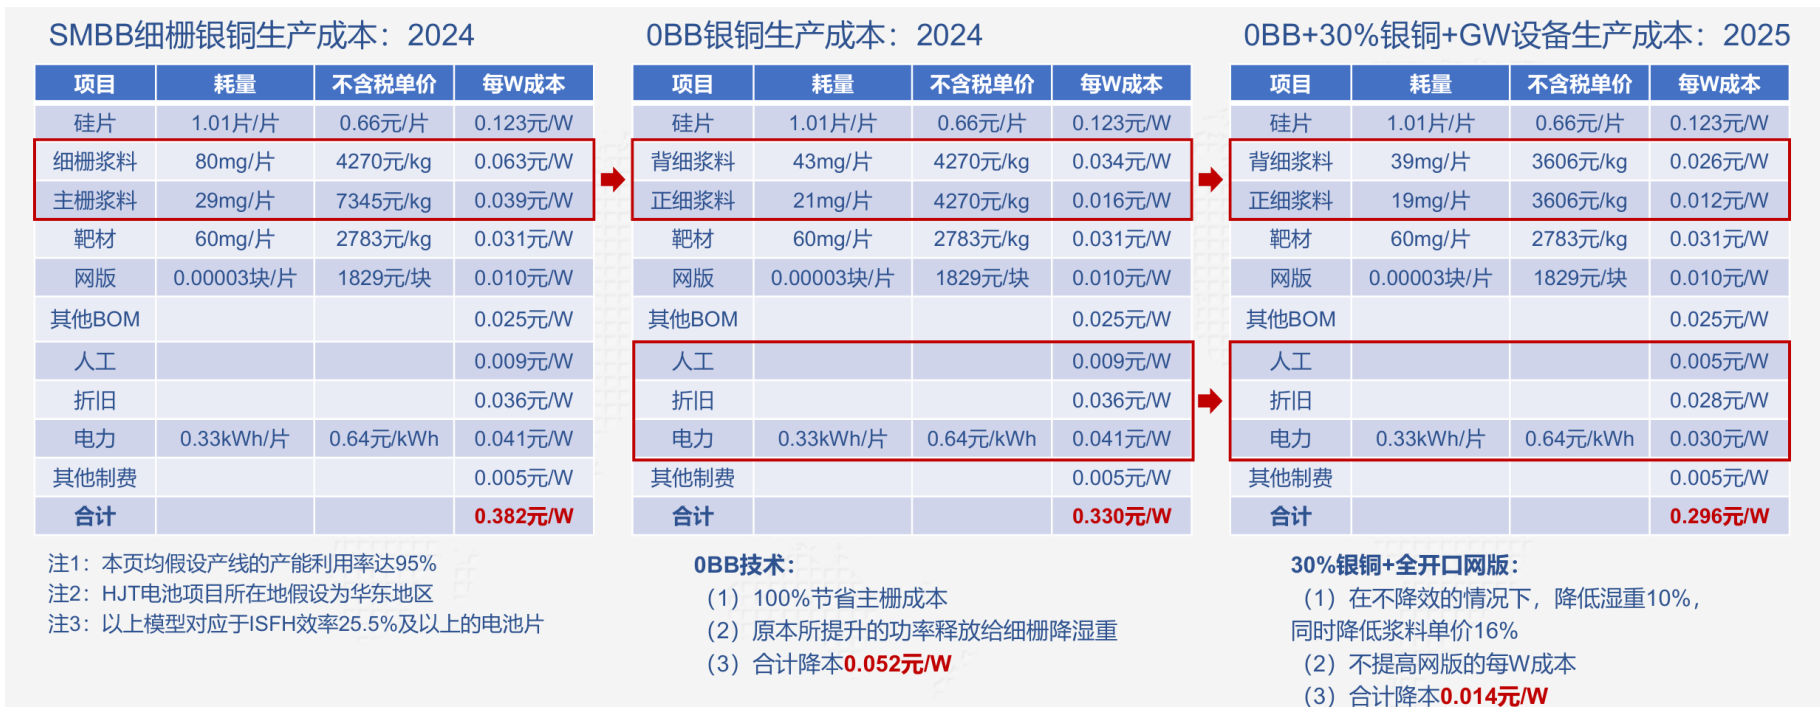 SMBB细栅银铜生产成本：2024
项目 耗量 不含税单价 每W成本
硅片 1.01片/片 0.66元/片 0.123元/W
细栅浆料 80mg/片 4270元/kg 0.063元/W
主栅浆料 29mg/片 7345元/kg 0.039元/W
靶材 60mg/片 2783元/kg 0.031元/W
网版 0.00003块/片 1829元/块 0.010元/W
其他BOM 0.025元/W
人工 0.009元/W
折旧 0.036元/W
电力 0.33kWh/片 0.64元/kWh 0.041元/W
其他制费 0.005元/W
合计 0.382元/W
注1：本页均假设产线的产能利用率达95%
注2：HJT电池项目所在地假设为华东地区
注3：以上模型对应于ISFH效率25.5%及以上的电池片
0BB银铜生产成本：2024
项目 耗量 不含税单价 每W成本
硅片 1.01片/片 0.66元/片 0.123元/W
背细浆料 43mg/片 4270元/kg 0.034元/W
正细浆料 21mg/片 4270元/kg 0.016元/W
靶材 60mg/片 2783元/kg 0.031元/W
网版 0.00003块/片 1829元/块 0.010元/W
其他BOM 0.025元/W
人工 0.009元/W
折旧 0.036元/W
电力 0.33kWh/片 0.64元/kWh 0.041元/W
其他制费 0.005元/W
合计 0.330元/W
0BB技术：
（1）100%节省主栅成本
（2）原本所提升的功率释放给细栅降湿重
（3）合计降本0.052元/W
0BB+30%银铜+GW设备生产成本：2025
项目 耗量 不含税单价 每W成本
硅片 1.01片/片 0.66元/片 0.123元/W
背细浆料 39mg/片 3606元/kg 0.026元/W
正细浆料 19mg/片 3606元/kg 0.012元/W
靶材 60mg/片 2783元/kg 0.031元/W
网版 0.00003块/片 1829元/块 0.010元/W
其他BOM 0.025元/W
人工 0.005元/W
折旧 0.028元/W
电力 0.33kWh/片 0.64元/kWh 0.030元/W
其他制费 0.005元/W
合计 0.296元/W
30%银铜+全开口网版：
（1）在不降效的情况下，降低湿重10%，
同时降低浆料单价16%
（2）不提高网版的每W成本
（3）合计降本0.014元/W